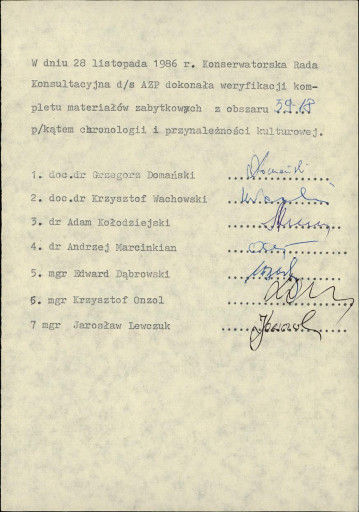 W dniu 28 listopada 1986 r. Konserwatorska Rada
Konsultacyjna d/s AZP dokonała weryfikacji kom-
pletu materiałów zabytkowych z obszaru 39-18
p/kątem chronologii i przynależności kulturowej.
1. doc.dr Grzegorz Domański
2. doc.dr Krzysztof Wachowski
3. dr Adam Kołodziejski
4. dr Andrzej Marcinkian
5. mgr Edward Dąbrowski
6. mgr Krzysztof Onzol
7 mgr Jarosław Lewczuk